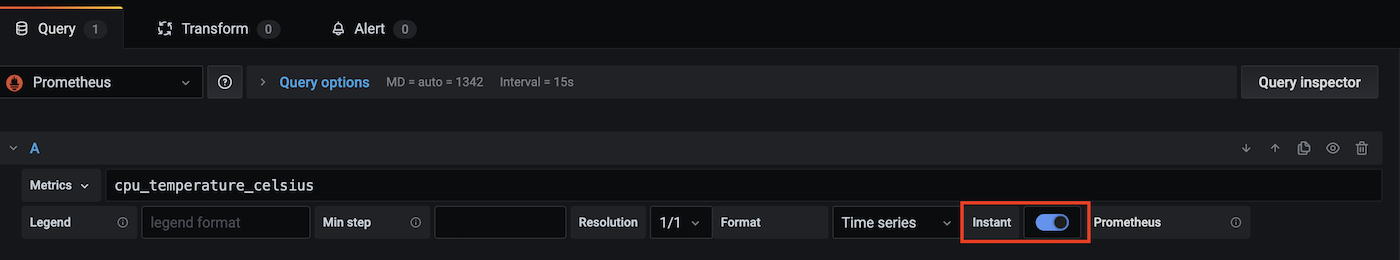 Query 1 Transform 0 Alert 0
Prometheus Query options MD = auto = 1342 Interval = 15s Query inspector
A
Metrics cpu_temperature_celsius
Legend legend format Min step Resolution 1/1 Format Time series Instant Prometheus